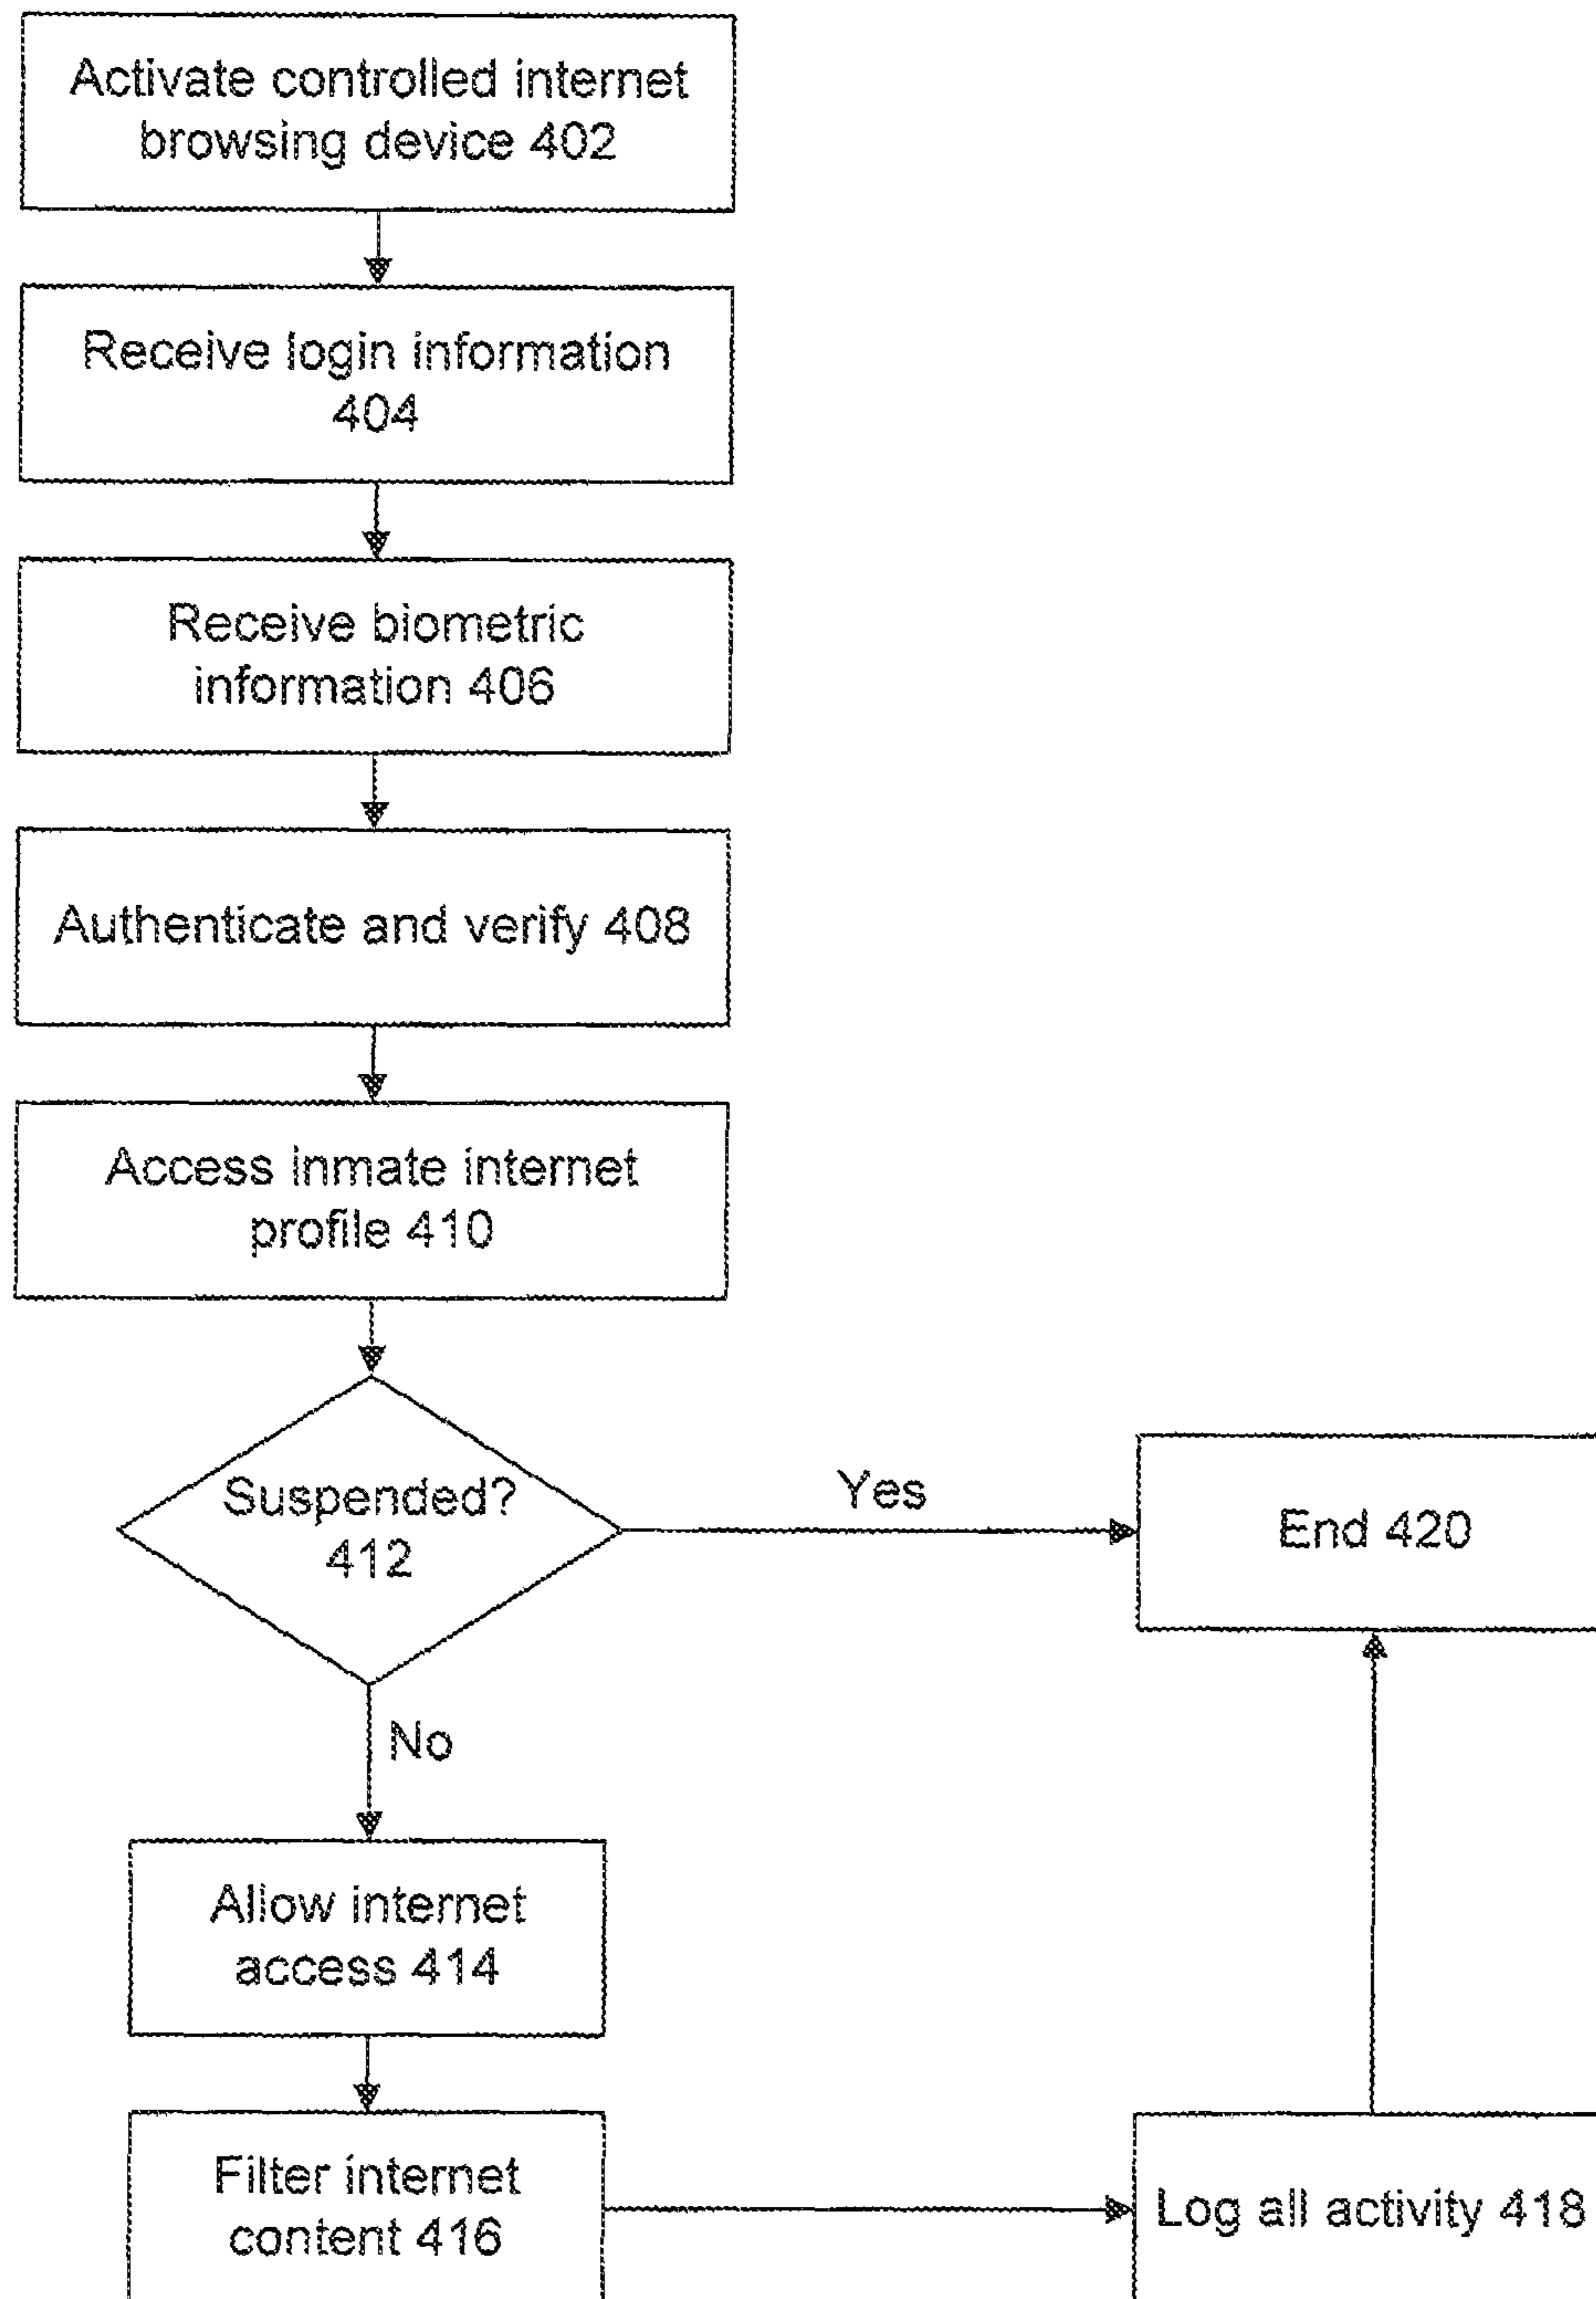 Activate controlled internet
browsing device 402
Receive login information
404
Receive biometric
information 406
Authenticate and verify 408
Access inmate internet
profile 410
Suspended?
412
Yes
End 420
No
Allow internet
access 414
Filter internet
content 416
Log all activity 418